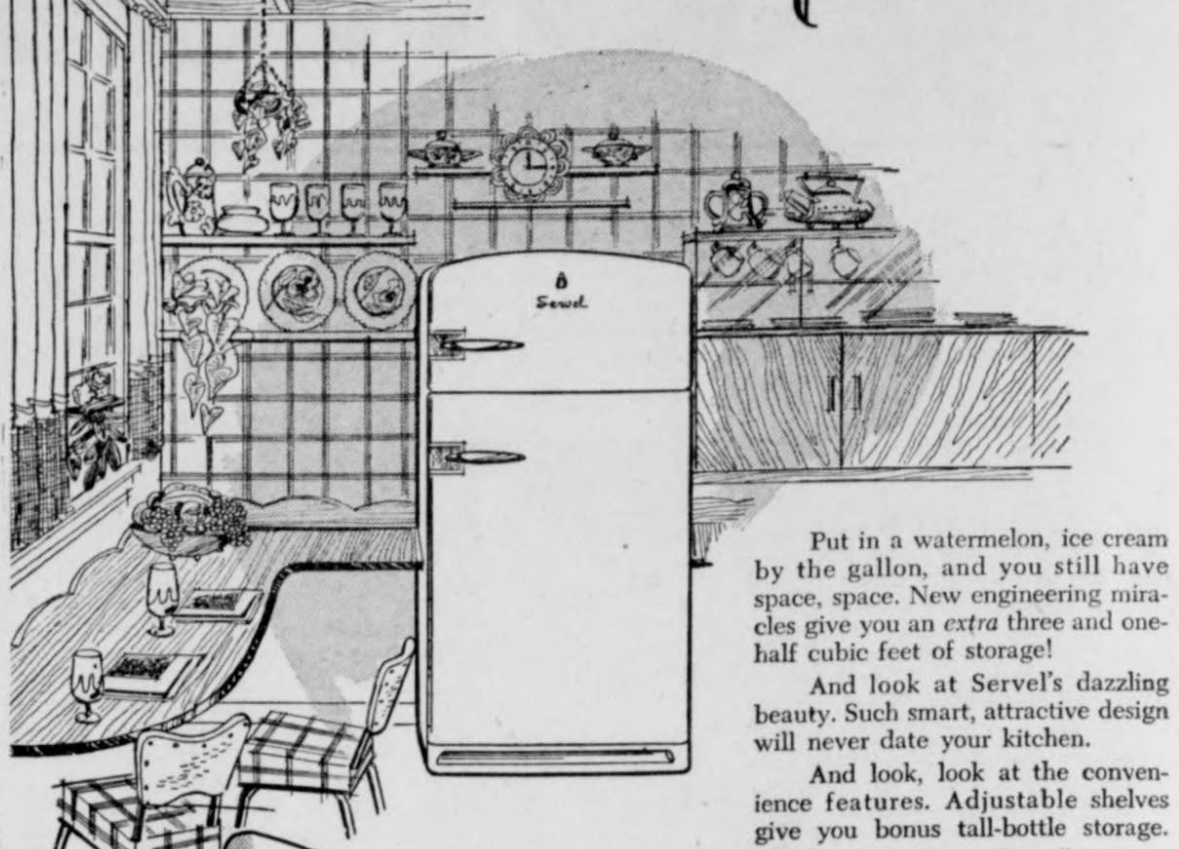 Servel
Put in a watermelon, ice cream
by the gallon, and you still have
space, space. New engineering mira-
cles give you an extra three and one-
half cubic feet of storage!
And look at Servel's dazzling
beauty. Such smart, attractive design
will never date your kitchen.
And look, look at the conven-
ience features. Adjustable shelves
give you bonus tall-bottle storage.